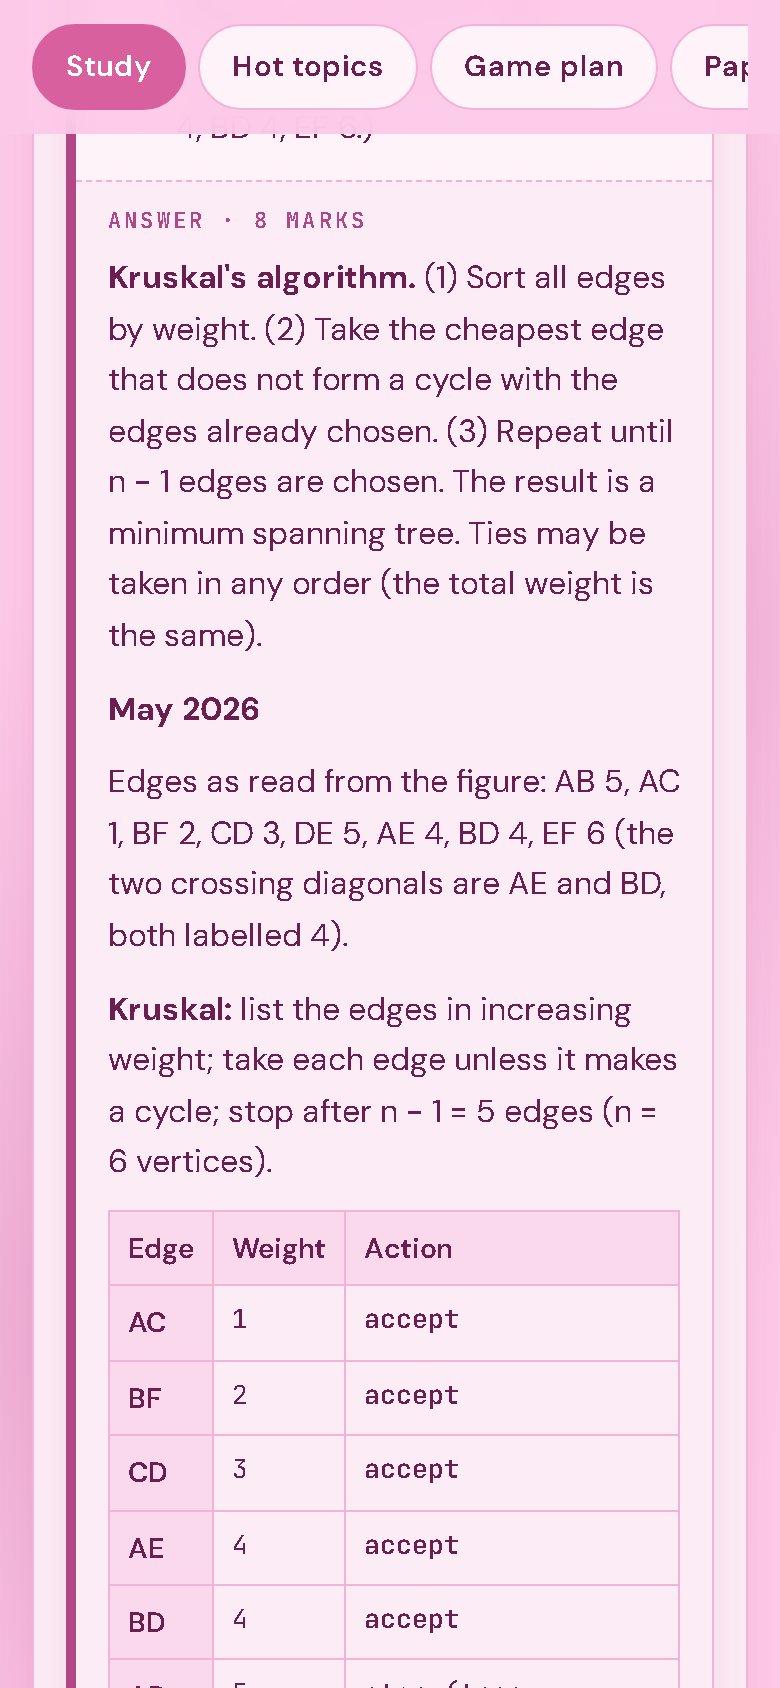 Study Hot topics Game plan Pap
4, BD 4, EF 6.)
ANSWER · 8 MARKS
Kruskal's algorithm. (1) Sort all edges
by weight. (2) Take the cheapest edge
that does not form a cycle with the
edges already chosen. (3) Repeat until
n − 1 edges are chosen. The result is a
minimum spanning tree. Ties may be
taken in any order (the total weight is
the same).
May 2026
Edges as read from the figure: AB 5, AC
1, BF 2, CD 3, DE 5, AE 4, BD 4, EF 6 (the
two crossing diagonals are AE and BD,
both labelled 4).
Kruskal: list the edges in increasing
weight; take each edge unless it makes
a cycle; stop after n − 1 = 5 edges (n =
6 vertices).
Edge Weight Action
AC 1 accept
BF 2 accept
CD 3 accept
AE 4 accept
BD 4 accept